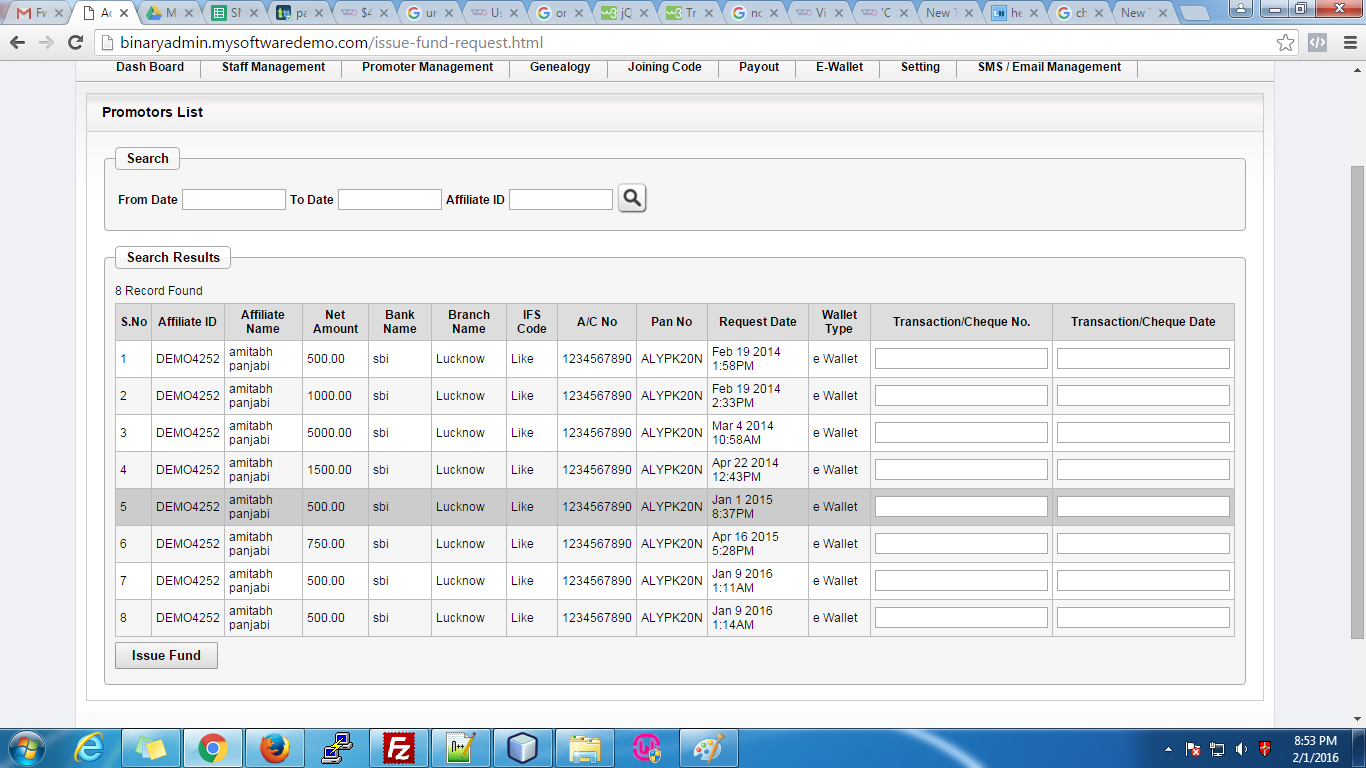 Fw
Ac
M
SM
pa
$4
ur
Us
or
jC
Tr
nc
Vi
'C
New T
he
ch
New
binaryadmin.mysoftwaredemo.com/issue-fund-request.html
Dash Board Staff Management Promoter Management Genealogy Joining Code Payout E-Wallet Setting SMS / Email Management
Promotors List
Search
From Date To Date Affiliate ID
Search Results
8 Record Found
S.No Affiliate ID Affiliate Name Net Amount Bank Name Branch Name IFS Code A/C No Pan No Request Date Wallet Type Transaction/Cheque No. Transaction/Cheque Date
1 DEMO4252 amitabh panjabi 500.00 sbi Lucknow Like 1234567890 ALYPK20N Feb 19 2014 1:58PM e Wallet
2 DEMO4252 amitabh panjabi 1000.00 sbi Lucknow Like 1234567890 ALYPK20N Feb 19 2014 2:33PM e Wallet
3 DEMO4252 amitabh panjabi 5000.00 sbi Lucknow Like 1234567890 ALYPK20N Mar 4 2014 10:58AM e Wallet
4 DEMO4252 amitabh panjabi 1500.00 sbi Lucknow Like 1234567890 ALYPK20N Apr 22 2014 12:43PM e Wallet
5 DEMO4252 amitabh panjabi 500.00 sbi Lucknow Like 1234567890 ALYPK20N Jan 1 2015 8:37PM e Wallet
6 DEMO4252 amitabh panjabi 750.00 sbi Lucknow Like 1234567890 ALYPK20N Apr 16 2015 5:28PM e Wallet
7 DEMO4252 amitabh panjabi 500.00 sbi Lucknow Like 1234567890 ALYPK20N Jan 9 2016 1:11AM e Wallet
8 DEMO4252 amitabh panjabi 500.00 sbi Lucknow Like 1234567890 ALYPK20N Jan 9 2016 1:14AM e Wallet
Issue Fund
8:53 PM
2/1/2016